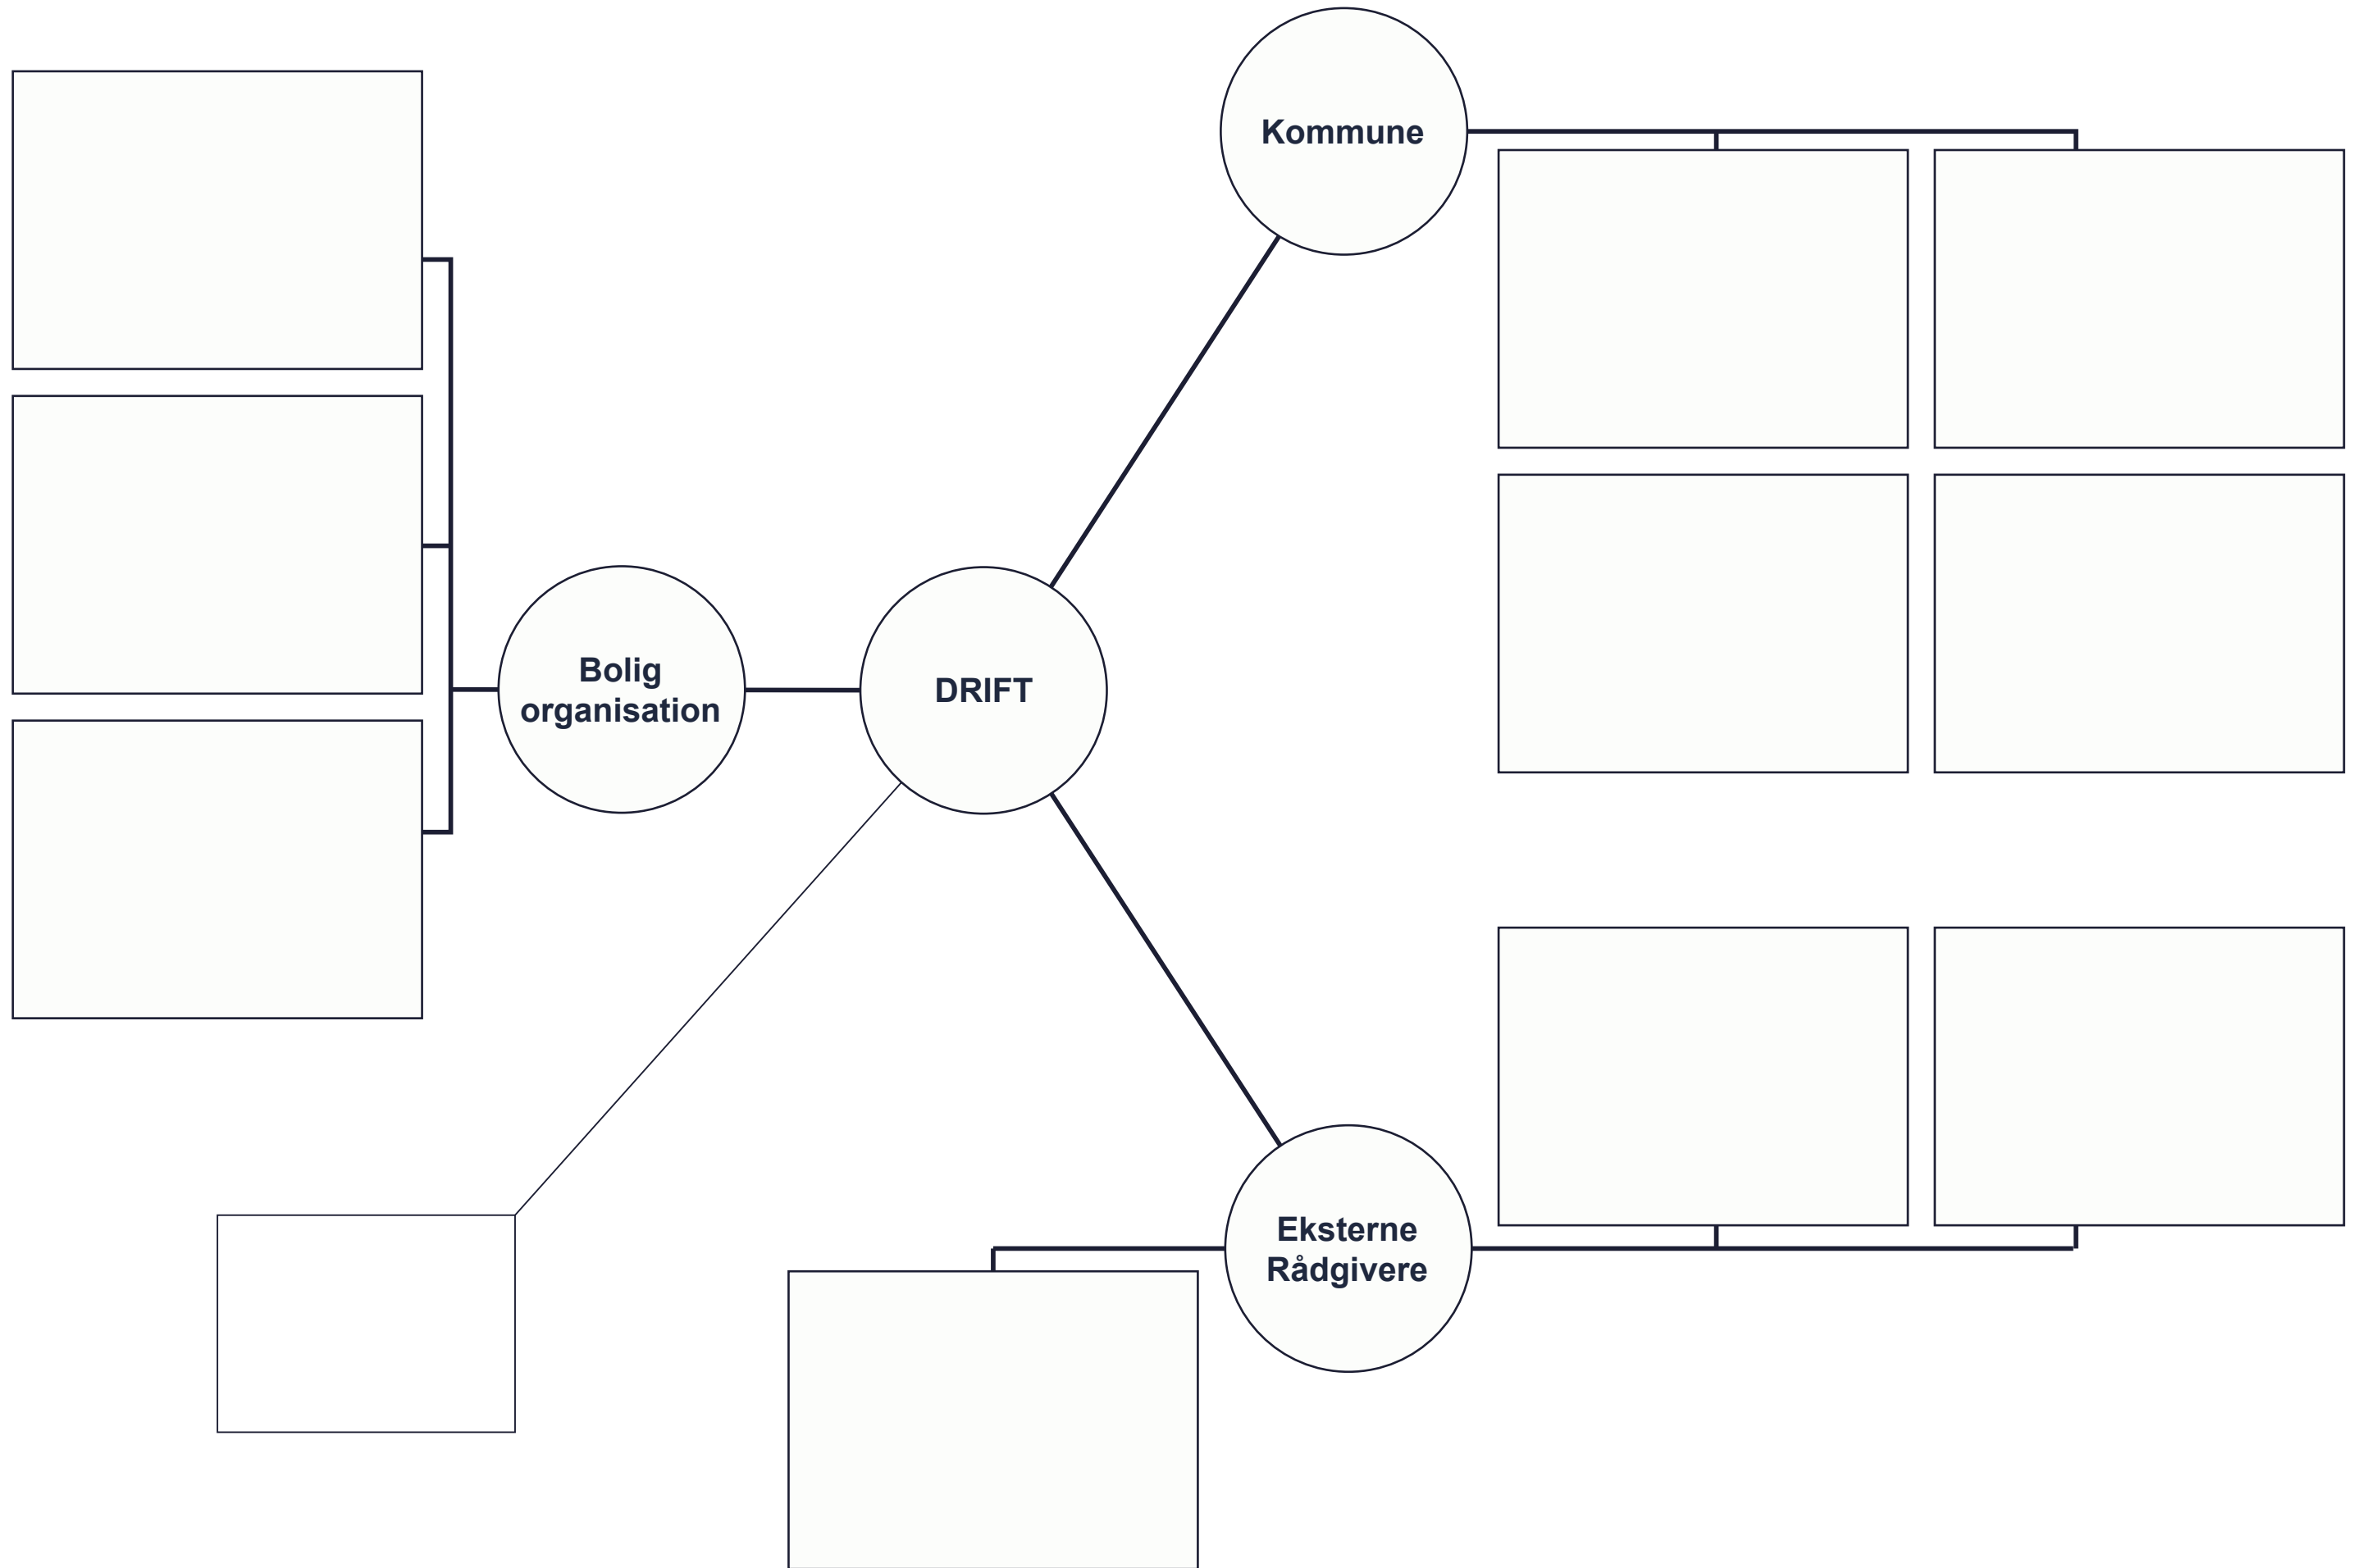 Kommune
Bolig
organisation
DRIFT
Eksterne
Rådgivere